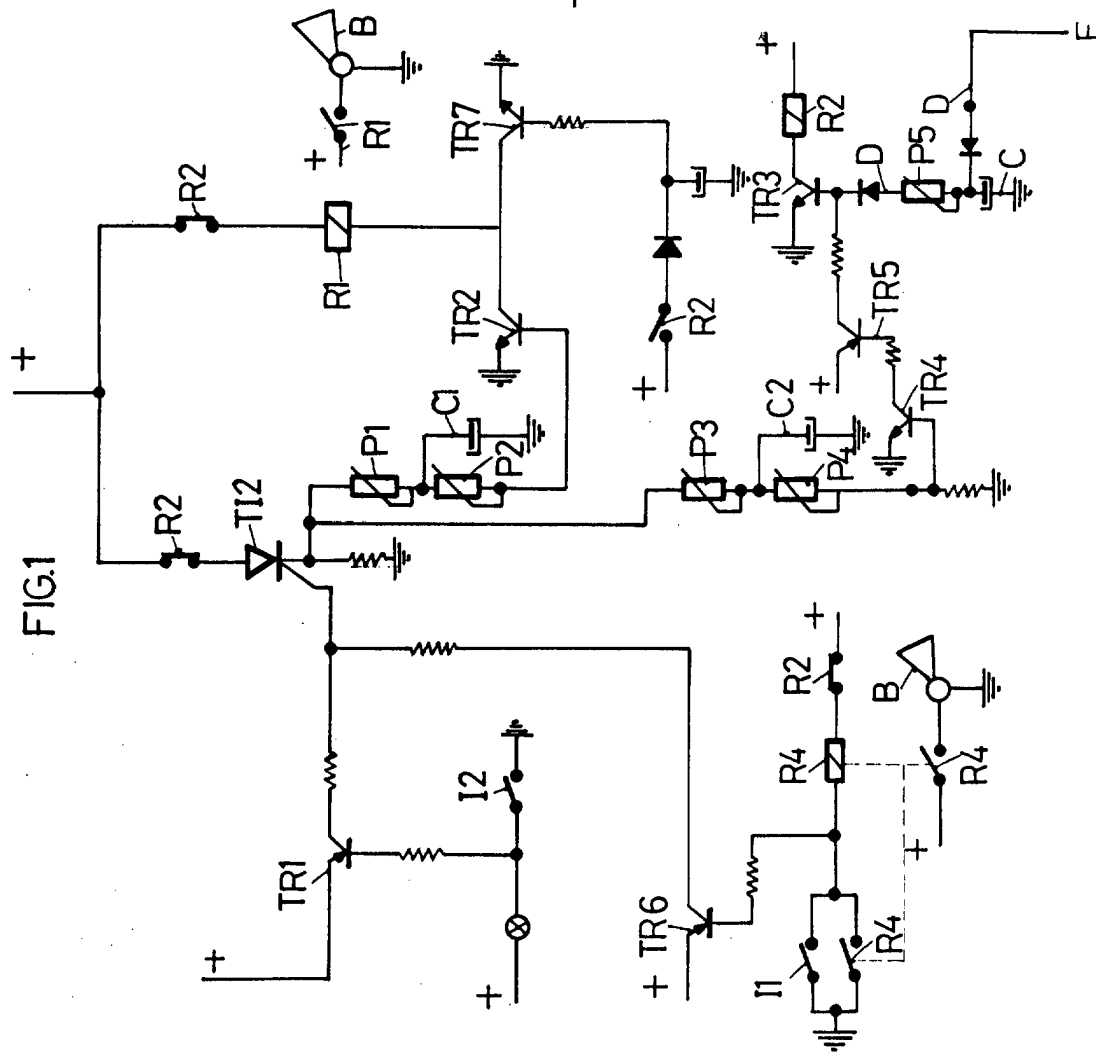 FIG.1
+
R2
R2
TI2
R1
+
R1
B
P1
C1
P2
TR2
TR7
+
TR1
+
I2
+
R2
P3
C2
P4
+
TR5
TR4
TR3
R2
+
D
P5
D
C
E
TR6
+
I1
R4
R4
R2
+
+
R4
B